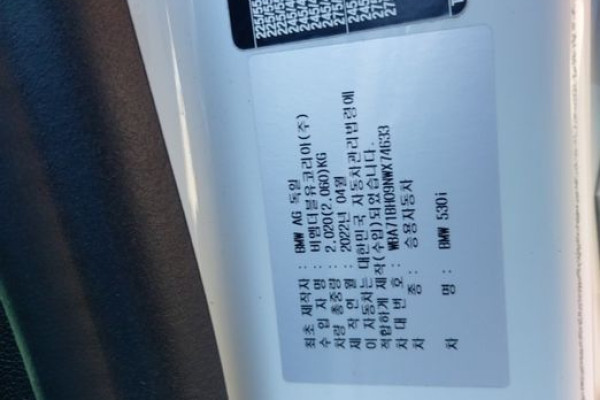 최초 제작자 : BMW AG 독일
수입 자명 : 비엠더블유코리아(주)
차량 총중량 : 2,020(2,060)KG
제작 연월 : 2022년 04월
이 자동차는 대한민국 자동차관리법령에
적합하게 제작(수입)되었습니다.
차대번호 : WBA71BH09NWX74633
차 종 : 승용자동차
차 명 : BMW 530i